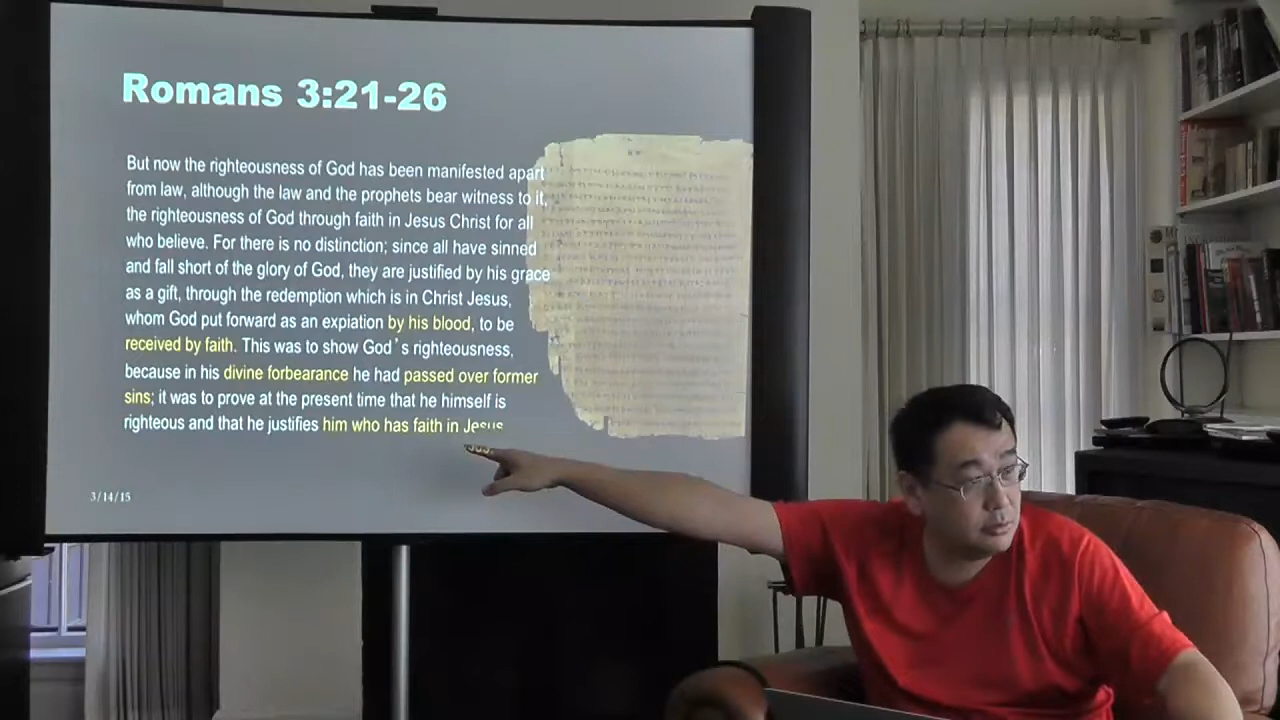 Romans 3:21-26
But now the righteousness of God has been manifested apart
from law, although the law and the prophets bear witness to it,
the righteousness of God through faith in Jesus Christ for all
who believe. For there is no distinction; since all have sinned
and fall short of the glory of God, they are justified by his grace
as a gift, through the redemption which is in Christ Jesus,
whom God put forward as an expiation by his blood, to be
received by faith. This was to show God's righteousness,
because in his divine forbearance he had passed over former
sins; it was to prove at the present time that he himself is
righteous and that he justifies him who has faith in Jesus
3/14/15